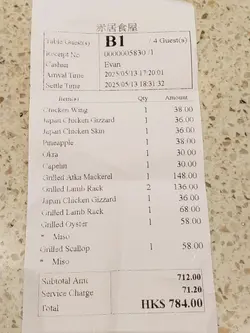 居食屋
Table Queue(s) B1 / 4 Guest(s)
Receipt No 0000005830 /1
Cashier Evan
Arrival Time 2025/05/13 17:20:01
Settle Time 2025/05/13 18:31:32
Item(s) Qty Amount
Chicken Wing 1 38.00
Japan Chicken Gizzard 1 36.00
Japan Chicken Skin 1 36.00
Pineapple 1 38.00
Okra 1 30.00
Capelin 1 30.00
Grilled Atka Mackerel 1 148.00
Grilled Lamb Rack 2 136.00
Japan Chicken Gizzard 1 36.00
Grilled Lamb Rack 1 68.00
Grilled Oyster 1 58.00
* Miso
Grilled Scallop 1 58.00
* Miso
Subtotal Amt 712.00
Service Charge 71.20
Total HK$ 784.00